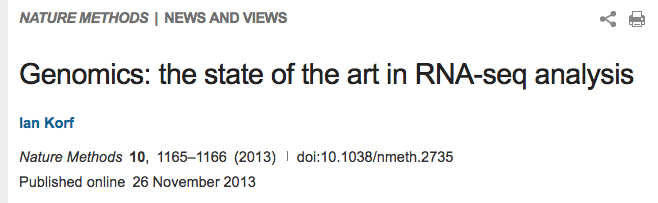 NATURE METHODS | NEWS AND VIEWS
Genomics: the state of the art in RNA-seq analysis
Ian Korf
Nature Methods 10, 1165–1166 (2013) | doi:10.1038/nmeth.2735
Published online 26 November 2013